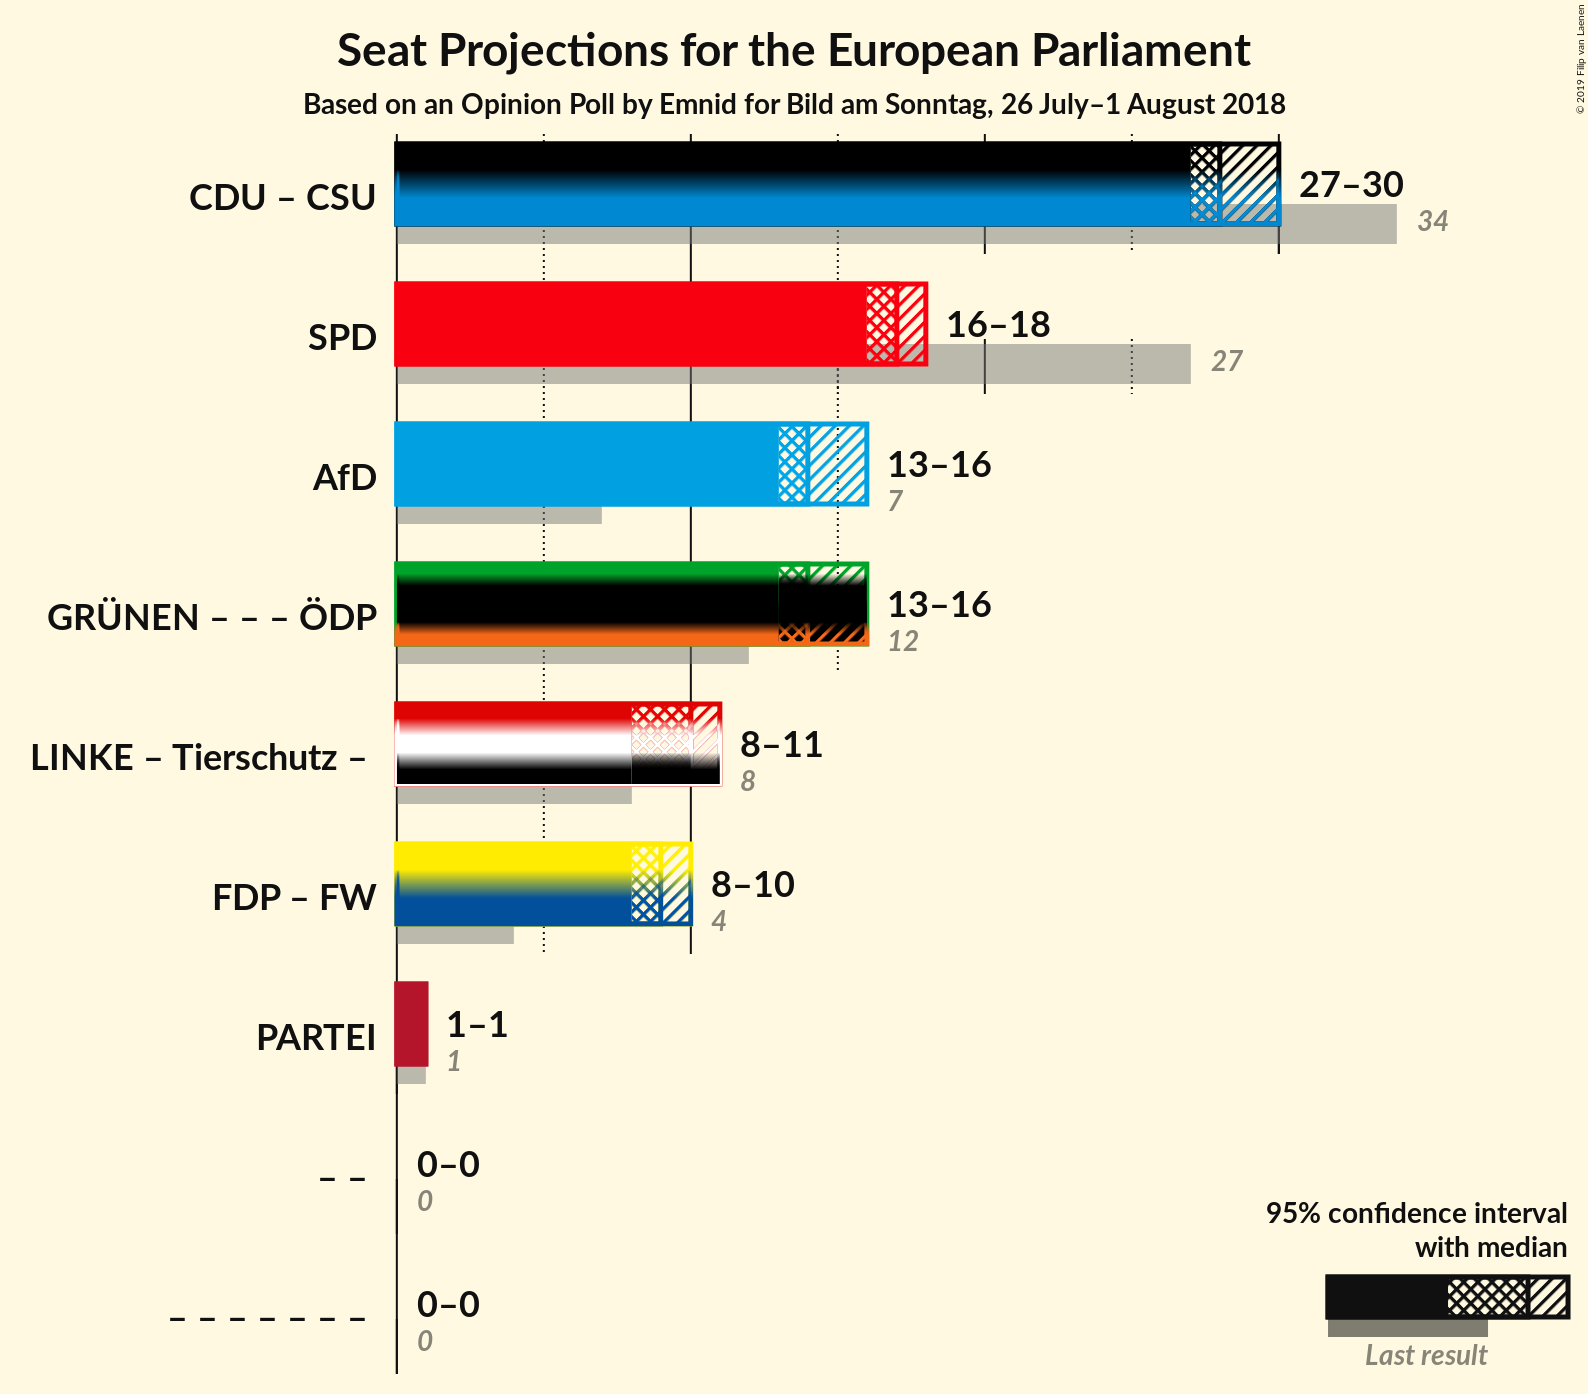 Seat Projections for the European Parliament
Based on an Opinion Poll by Emnid for Bild am Sonntag, 26 July–1 August 2018
© 2019 Filip van Laenen
CDU – CSU
27–30
34
SPD
16–18
27
AfD
13–16
7
GRÜNEN – – – ÖDP
13–16
12
LINKE – Tierschutz –
8–11
8
FDP – FW
8–10
4
PARTEI
1–1
1
– –
0–0
0
– – – – – – –
0–0
0
95% confidence interval
with median
Last result